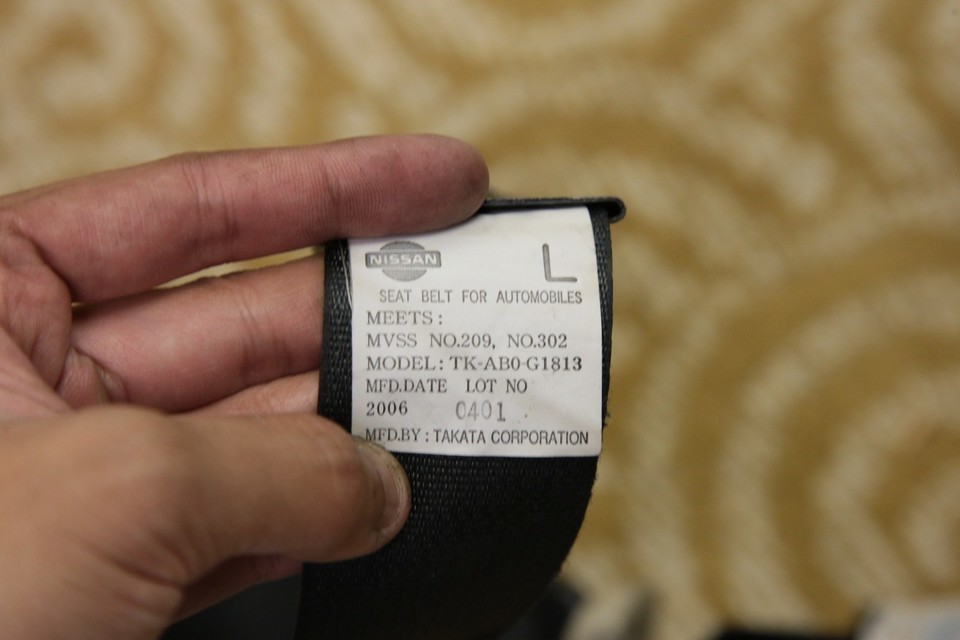 NISSAN L
SEAT BELT FOR AUTOMOBILES
MEETS:
MVSS NO.209, NO.302
MODEL: TK-AB0-G1813
MFD.DATE LOT NO
2006 0401
MFD.BY : TAKATA CORPORATION